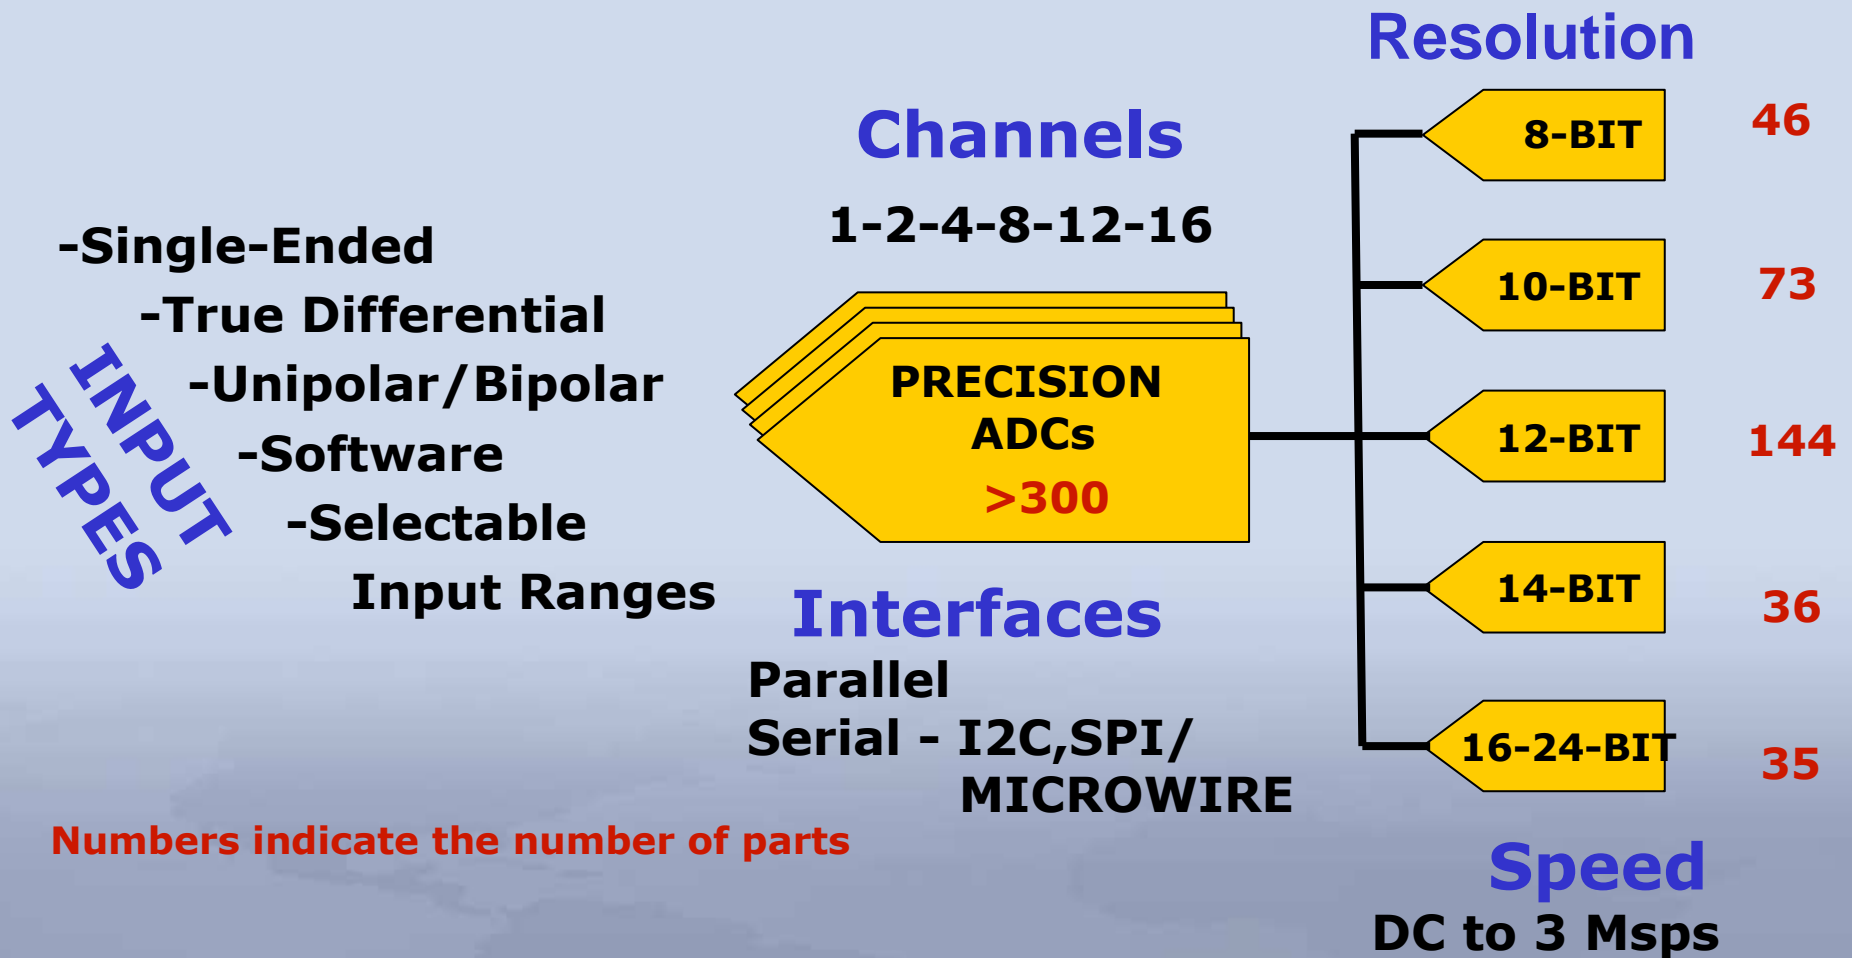 Resolution
Channels
1-2-4-8-12-16
8-BIT
46
10-BIT
73
12-BIT
144
14-BIT
36
16-24-BIT
35
-Single-Ended
-True Differential
-Unipolar/Bipolar
-Software
-Selectable
Input Ranges
INPUT
TYPES
PRECISION
ADCs
>300
Interfaces
Parallel
Serial - I2C,SPI/
MICROWIRE
Numbers indicate the number of parts
Speed
DC to 3 Msps